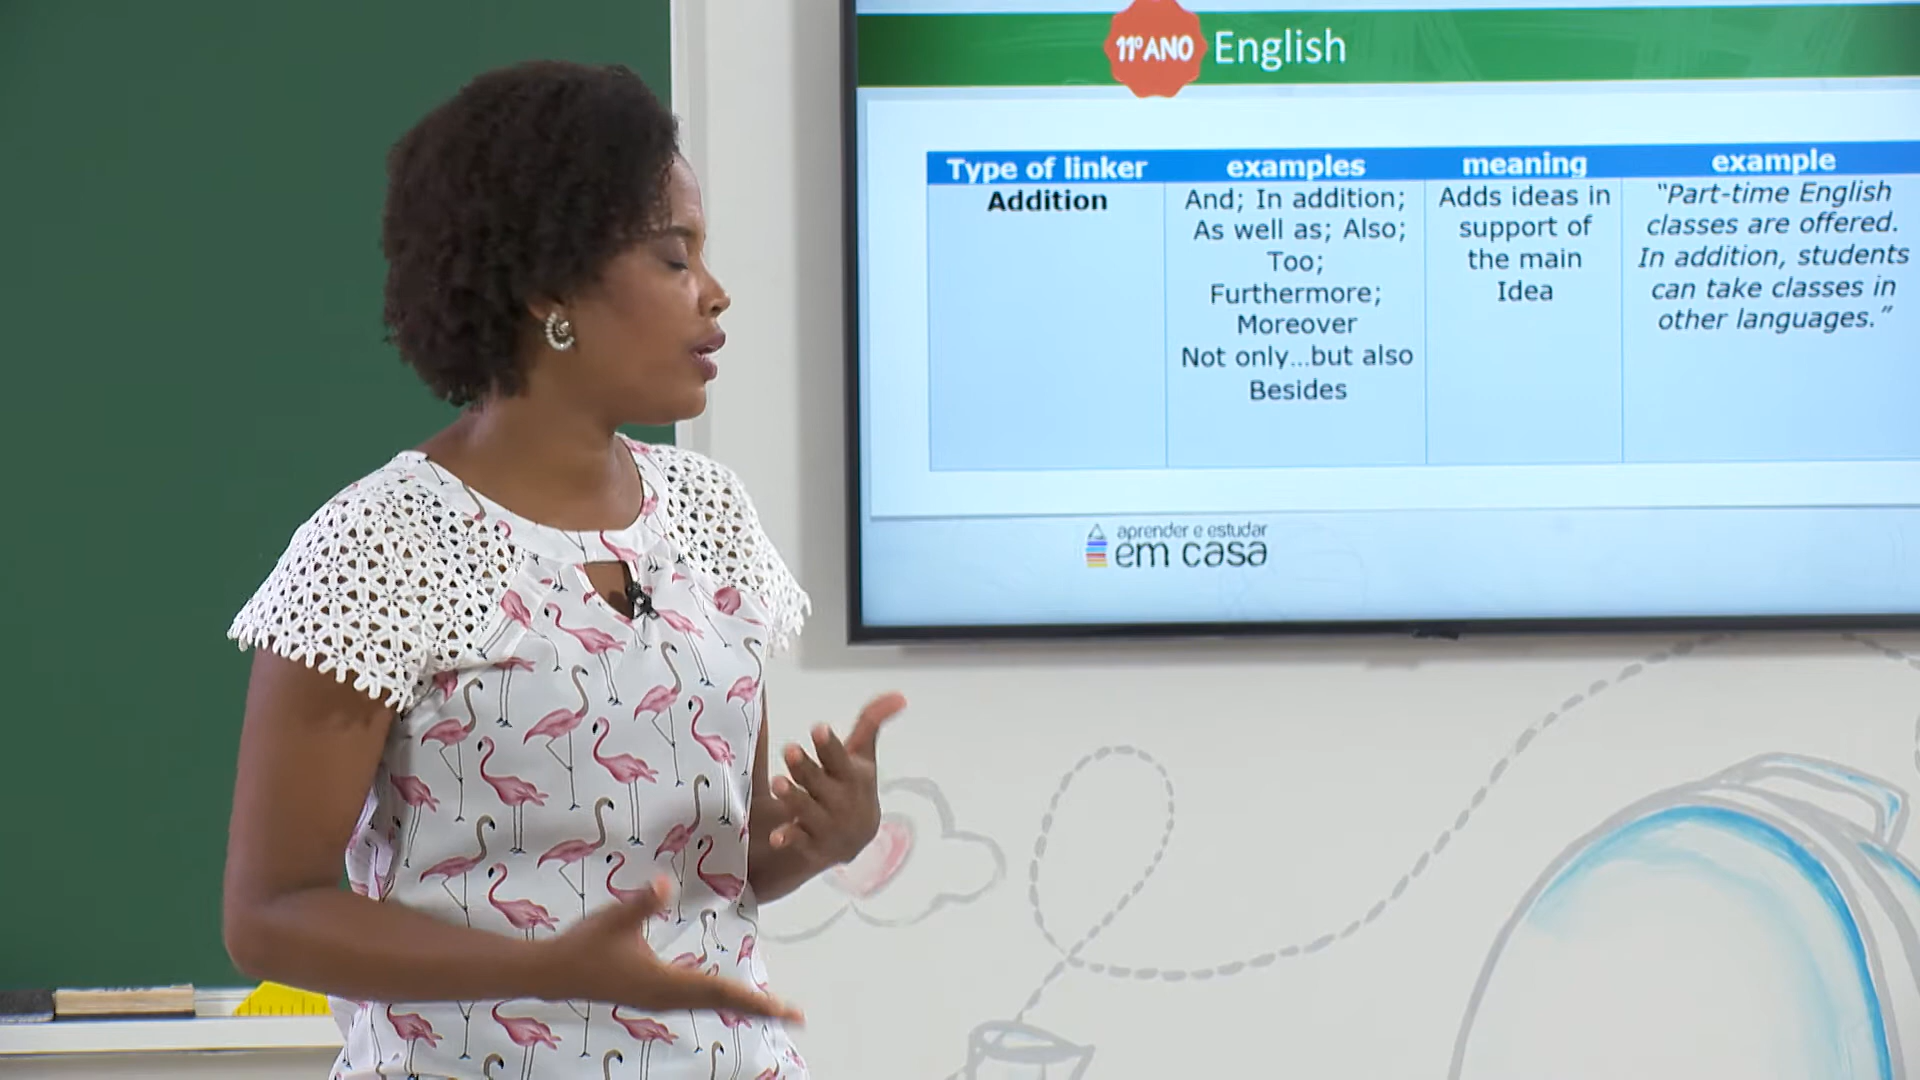 11º ANO English
Type of linker examples meaning example
Addition
And; In addition;
As well as; Also;
Too;
Furthermore;
Moreover
Not only...but also
Besides
Adds ideas in
support of
the main
Idea
"Part-time English
classes are offered.
In addition, students
can take classes in
other languages."
aprender e estudar
em casa